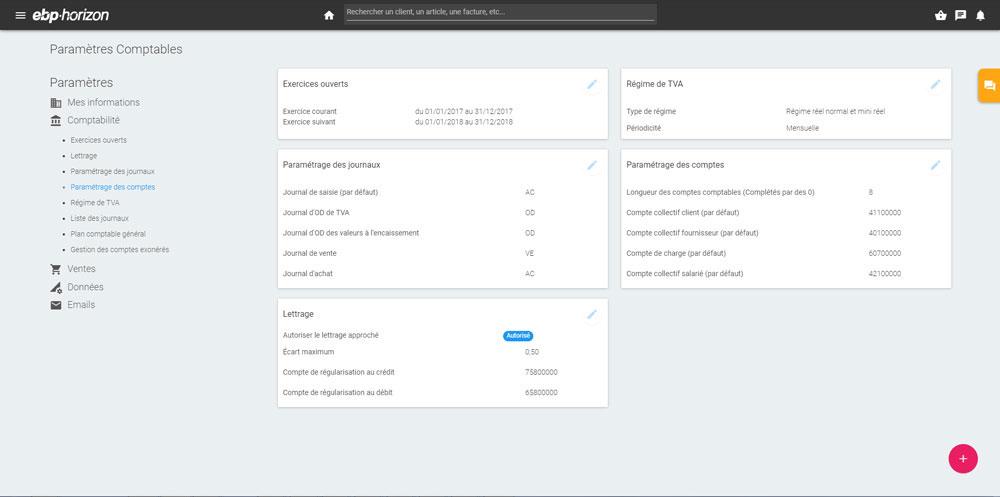 ebp·horizon
Rechercher un client, un article, une facture, etc...
Paramètres Comptables
Paramètres
Mes informations
Comptabilité
Exercices ouverts
Lettrage
Paramétrage des journaux
Paramétrage des comptes
Régime de TVA
Liste des journaux
Plan comptable général
Gestion des comptes exonérés
Ventes
Données
Emails
Exercices ouverts
Exercice courant du 01/01/2017 au 31/12/2017
Exercice suivant du 01/01/2018 au 31/12/2018
Régime de TVA
Type de régime Régime réel normal et mini réel
Périodicité Mensuelle
Paramétrage des journaux
Journal de saisie (par défaut) AC
Journal d'OD de TVA OD
Journal d'OD des valeurs à l'encaissement OD
Journal de vente VE
Journal d'achat AC
Paramétrage des comptes
Longueur des comptes comptables (Complétés par des 0) 8
Compte collectif client (par défaut) 41100000
Compte collectif fournisseur (par défaut) 40100000
Compte de charge (par défaut) 60700000
Compte collectif salarié (par défaut) 42100000
Lettrage
Autoriser le lettrage approché Autorisé
Écart maximum 0,50
Compte de régularisation au crédit 75800000
Compte de régularisation au débit 65800000